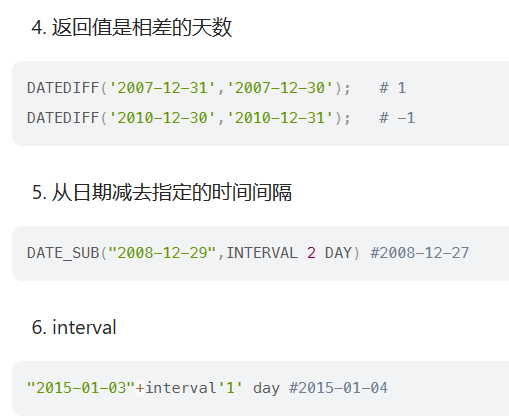 4. 返回值是相差的天数
DATEDIFF('2007-12-31','2007-12-30');   # 1
DATEDIFF('2010-12-30','2010-12-31');   # -1
5. 从日期减去指定的时间间隔
DATE_SUB("2008-12-29",INTERVAL 2 DAY) #2008-12-27
6. interval
"2015-01-03"+interval'1' day #2015-01-04